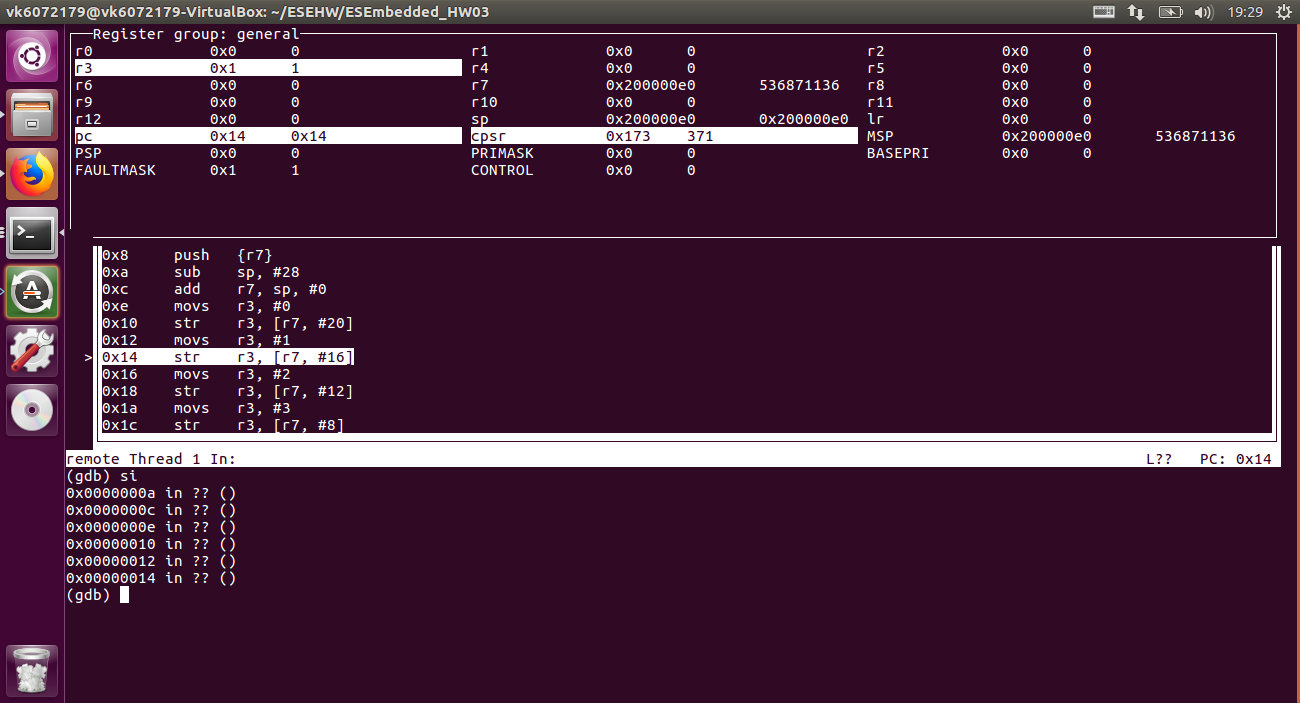 vk6072179@vk6072179-VirtualBox: ~/ESEHW/ESEmbedded_HW03 19:29
Register group: general
r0 0x0 0 r1 0x0 0 r2 0x0 0
r3 0x1 1 r4 0x0 0 r5 0x0 0
r6 0x0 0 r7 0x200000e0 536871136 r8 0x0 0
r9 0x0 0 r10 0x0 0 r11 0x0 0
r12 0x0 0 sp 0x200000e0 0x200000e0 lr 0x0 0
pc 0x14 0x14 cpsr 0x173 371 MSP 0x200000e0 536871136
PSP 0x0 0 PRIMASK 0x0 0 BASEPRI 0x0 0
FAULTMASK 0x1 1 CONTROL 0x0 0
0x8 push {r7}
0xa sub sp, #28
0xc add r7, sp, #0
0xe movs r3, #0
0x10 str r3, [r7, #20]
0x12 movs r3, #1
>0x14 str r3, [r7, #16]
0x16 movs r3, #2
0x18 str r3, [r7, #12]
0x1a movs r3, #3
0x1c str r3, [r7, #8]
remote Thread 1 In: L?? PC: 0x14
(gdb) si
0x0000000a in ?? ()
0x0000000c in ?? ()
0x0000000e in ?? ()
0x00000010 in ?? ()
0x00000012 in ?? ()
0x00000014 in ?? ()
(gdb)